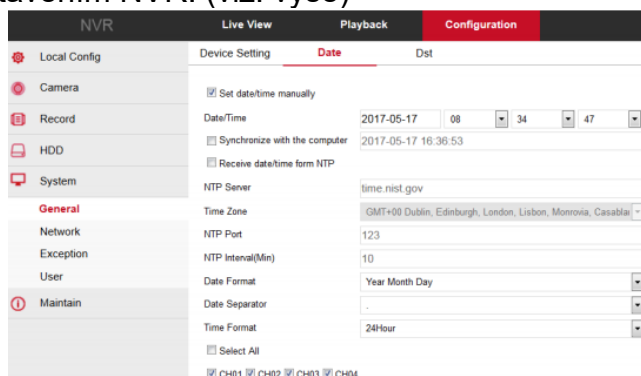 NVR Live View Playback Configuration
Local Config
Camera
Record
HDD
System
General
Network
Exception
User
Maintain
Device Setting Date Dst
Set date/time manually
Date/Time 2017-05-17 08 34 47
Synchronize with the computer 2017-05-17 16:36:53
Receive date/time form NTP
NTP Server time.nist.gov
Time Zone GMT+00 Dublin, Edinburgh, London, Lisbon, Monrovia, Casablan
NTP Port 123
NTP Interval(Min) 10
Date Format Year Month Day
Date Separator .
Time Format 24Hour
Select All
CH01 CH02 CH03 CH04